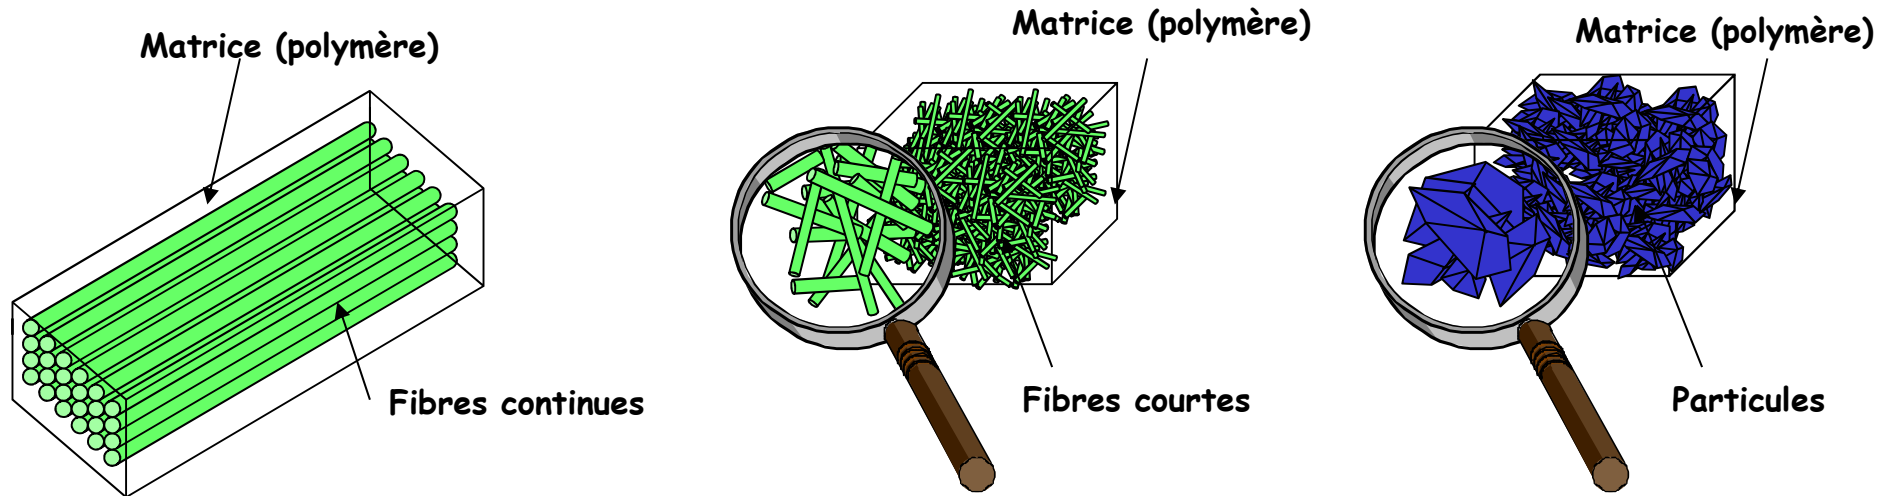 Matrice (polymère)
Fibres continues
Matrice (polymère)
Fibres courtes
Matrice (polymère)
Particules